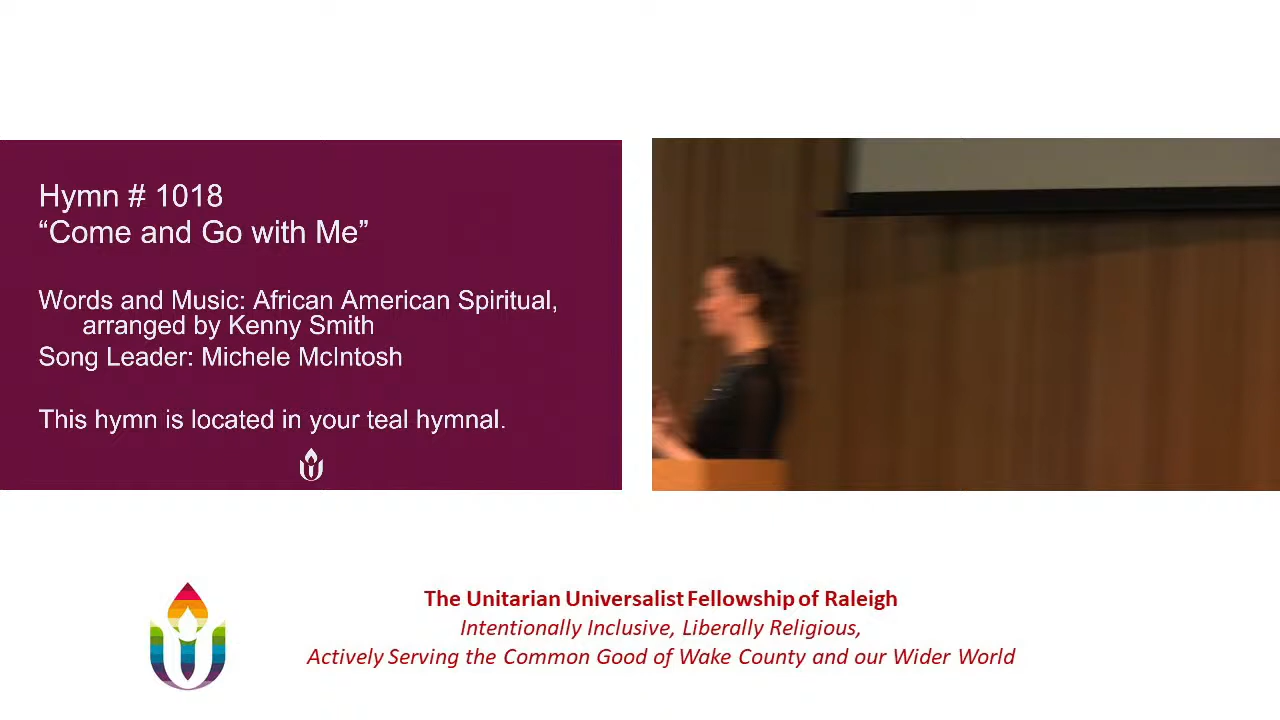 Hymn # 1018
“Come and Go with Me”
Words and Music: African American Spiritual,
arranged by Kenny Smith
Song Leader: Michele McIntosh
This hymn is located in your teal hymnal.
The Unitarian Universalist Fellowship of Raleigh
Intentionally Inclusive, Liberally Religious,
Actively Serving the Common Good of Wake County and our Wider World